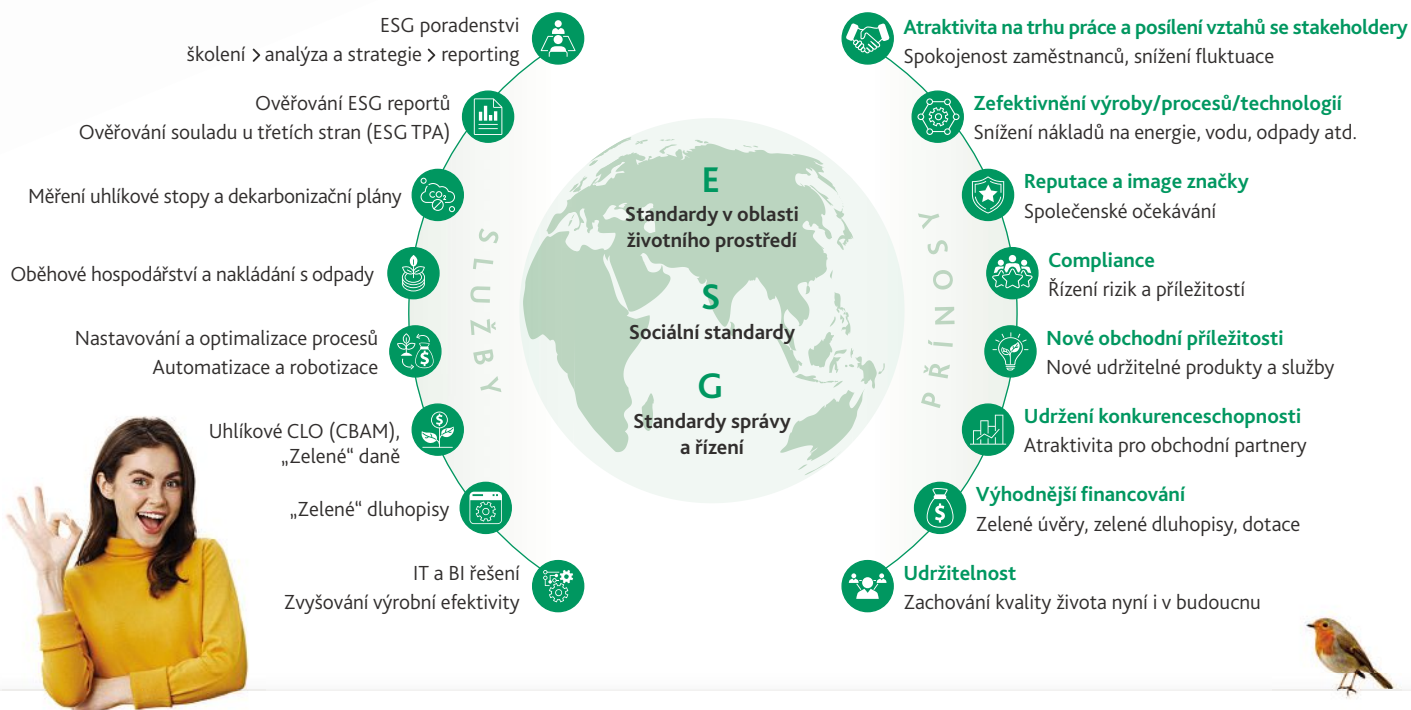 ESG poradenství
školení > analýza a strategie > reporting
Ověřování ESG reportů
Ověřování souladu u třetích stran (ESG TPA)
Měření uhlíkové stopy a dekarbonizační plány
CO₂
Oběhové hospodářství a nakládání s odpady
Nastavování a optimalizace procesů
Automatizace a robotizace
$
Uhlíkové CLO (CBAM),
„Zelené“ daně
$
„Zelené“ dluhopisy
IT a BI řešení
Zvyšování výrobní efektivity
SLUŽBY
E
Standardy v oblasti
životního prostředí
S
Sociální standardy
G
Standardy správy
a řízení
PŘÍNOSY
Atraktivita na trhu práce a posílení vztahů se stakeholdery
Spokojenost zaměstnanců, snížení fluktuace
Zefektivnění výroby/procesů/technologií
Snížení nákladů na energie, vodu, odpady atd.
Reputace a image značky
Společenské očekávání
Compliance
Řízení rizik a příležitostí
Nové obchodní příležitosti
Nové udržitelné produkty a služby
Udržení konkurenceschopnosti
Atraktivita pro obchodní partnery
$
Výhodnější financování
Zelené úvěry, zelené dluhopisy, dotace
Udržitelnost
Zachování kvality života nyní i v budoucnu